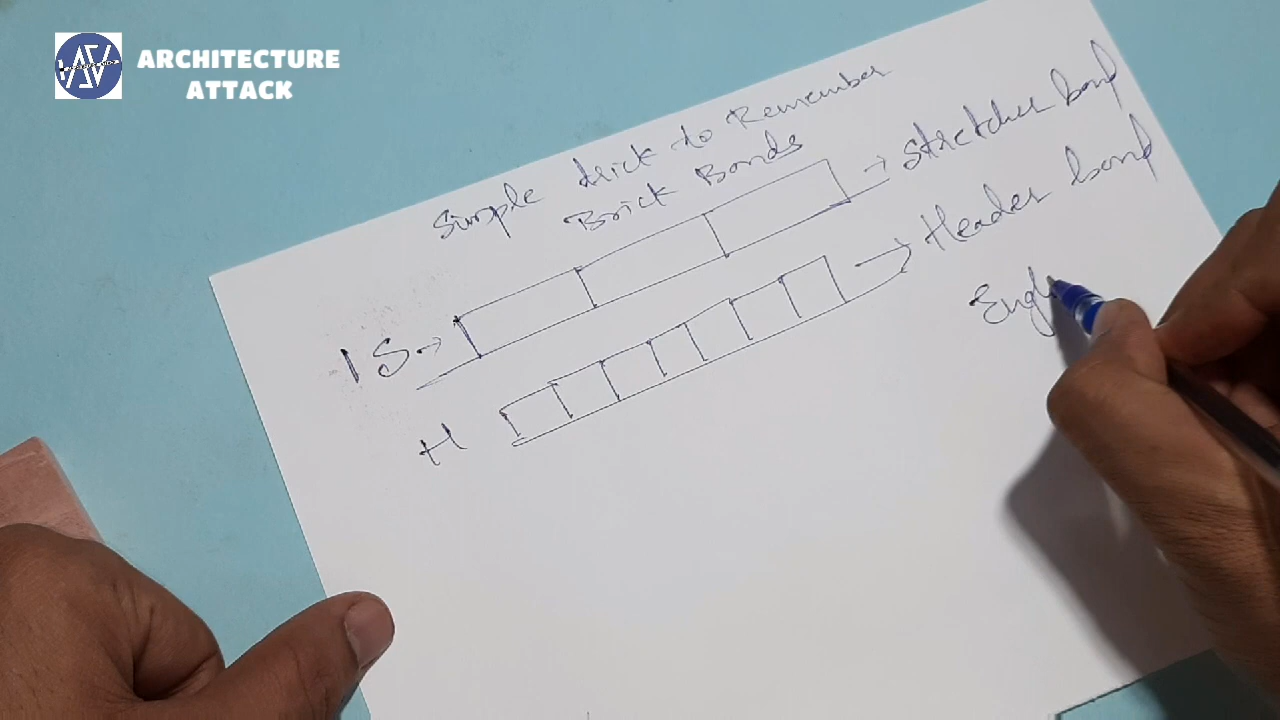 ARCHITECTURE
ATTACK
Simple trick to Remember
Brick Bonds
1 S → → Stretcher bond
H → Header bond
Engl